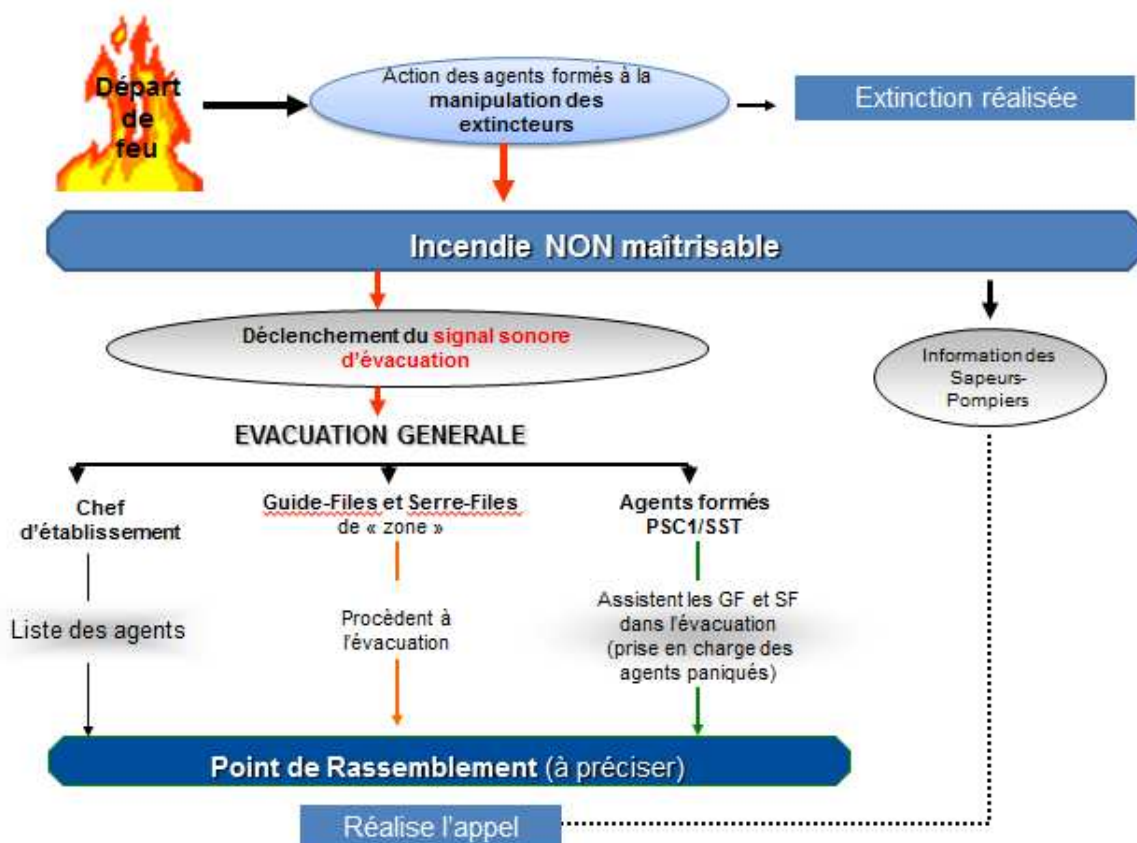 Départ
de
feu
Action des agents formés à la
manipulation des
extincteurs
Extinction réalisée
Incendie NON maîtrisable
Déclenchement du signal sonore
d'évacuation
Information des
Sapeurs-
Pompiers
EVACUATION GENERALE
Chef
d'établissement
Guide-Files et Serre-Files
de « zone »
Agents formés
PSC1/SST
Liste des agents
Procèdent à
l'évacuation
Assistent les GF et SF
dans l'évacuation
(prise en charge des
agents paniqués)
Point de Rassemblement (à préciser)
Réalise l'appel